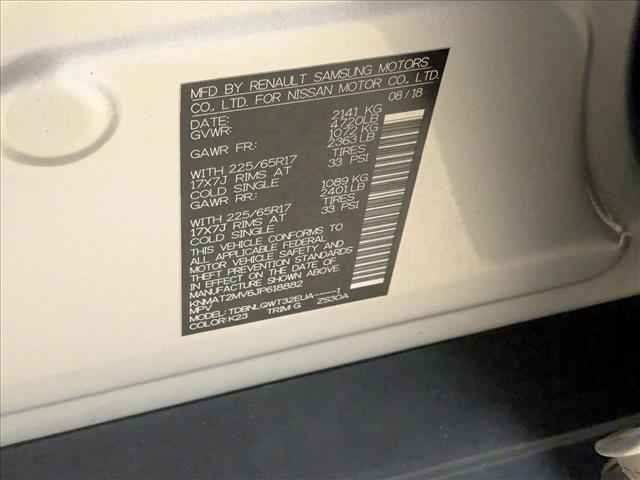 MFD BY RENAULT SAMSUNG MOTORS
CO., LTD. FOR NISSAN MOTOR CO., LTD.
DATE: 08/18
GVWR: 2141 KG
4720LB
GAWR FR: 1072 KG
2363 LB
WITH 225/65R17 TIRES
17X7J RIMS AT 33 PSI
COLD SINGLE
GAWR RR: 1089 KG
2401 LB
WITH 225/65R17 TIRES
17X7J RIMS AT 33 PSI
COLD SINGLE
THIS VEHICLE CONFORMS TO
ALL APPLICABLE FEDERAL
MOTOR VEHICLE SAFETY AND
THEFT PREVENTION STANDARDS
IN EFFECT ON THE DATE OF
MANUFACTURE SHOWN ABOVE.
KNMAT2MV6JP618882
MPV
MODEL: TDBNLQWT32EUA-----1
COLOR: K23 TRIM: G ZS30A